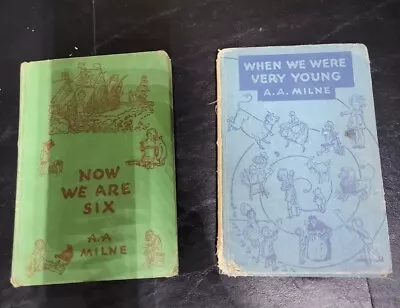 NOW
WE ARE
SIX
A.A
MILNE
WHEN WE WERE
VERY YOUNG
A.A. MILNE